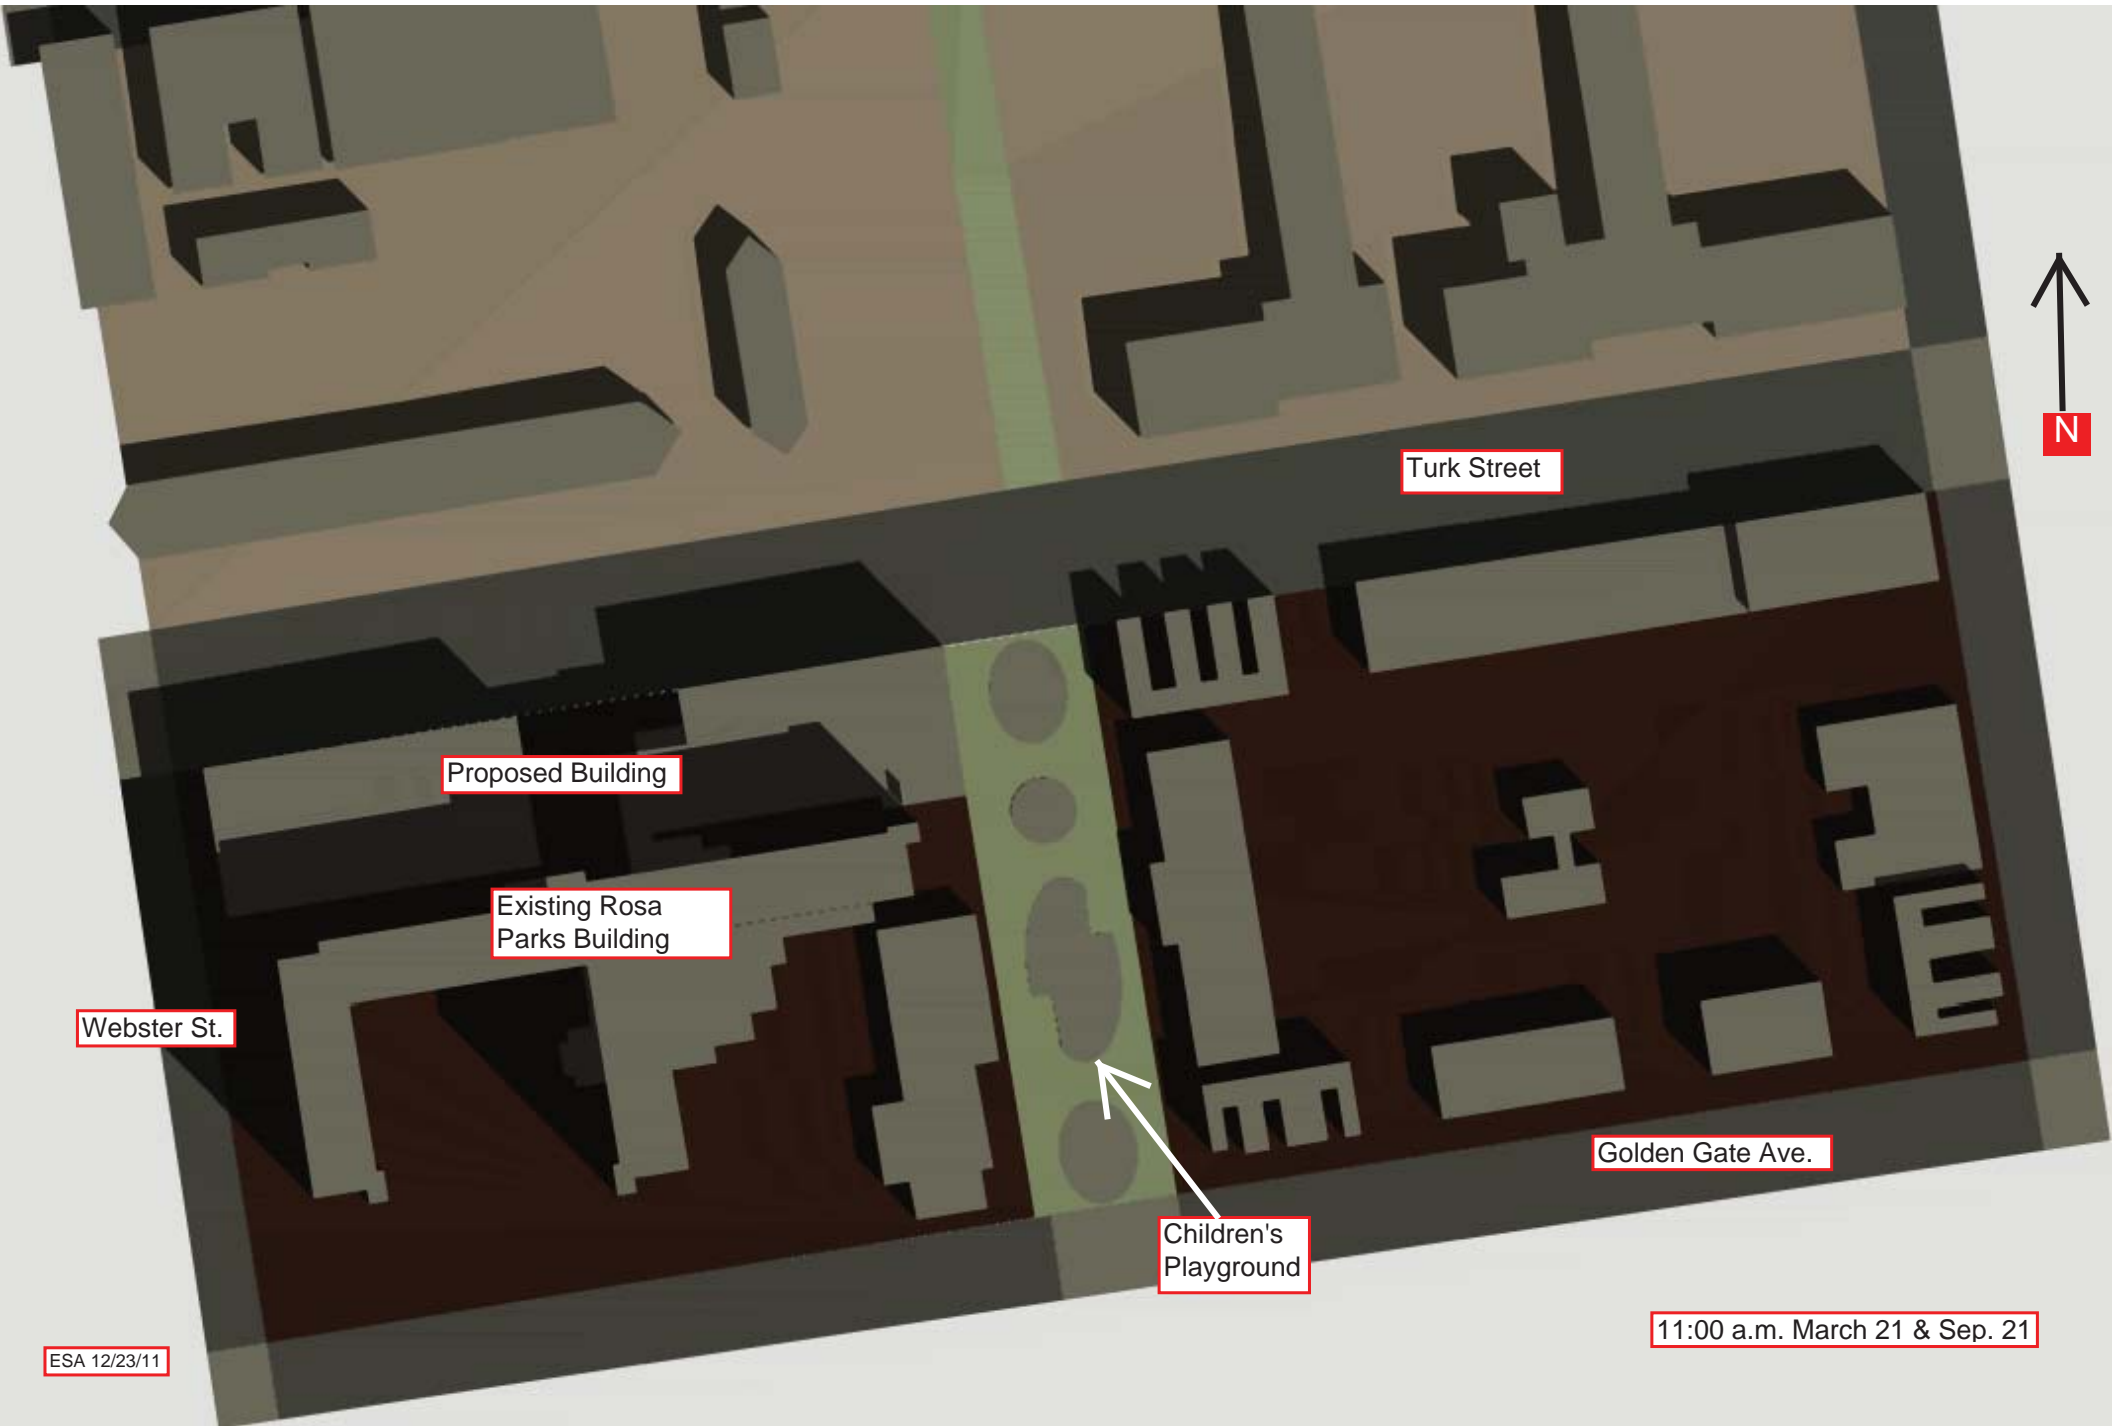 N
Turk Street
Proposed Building
Existing Rosa
Parks Building
Webster St.
Golden Gate Ave.
Children's
Playground
11:00 a.m. March 21 & Sep. 21
ESA 12/23/11